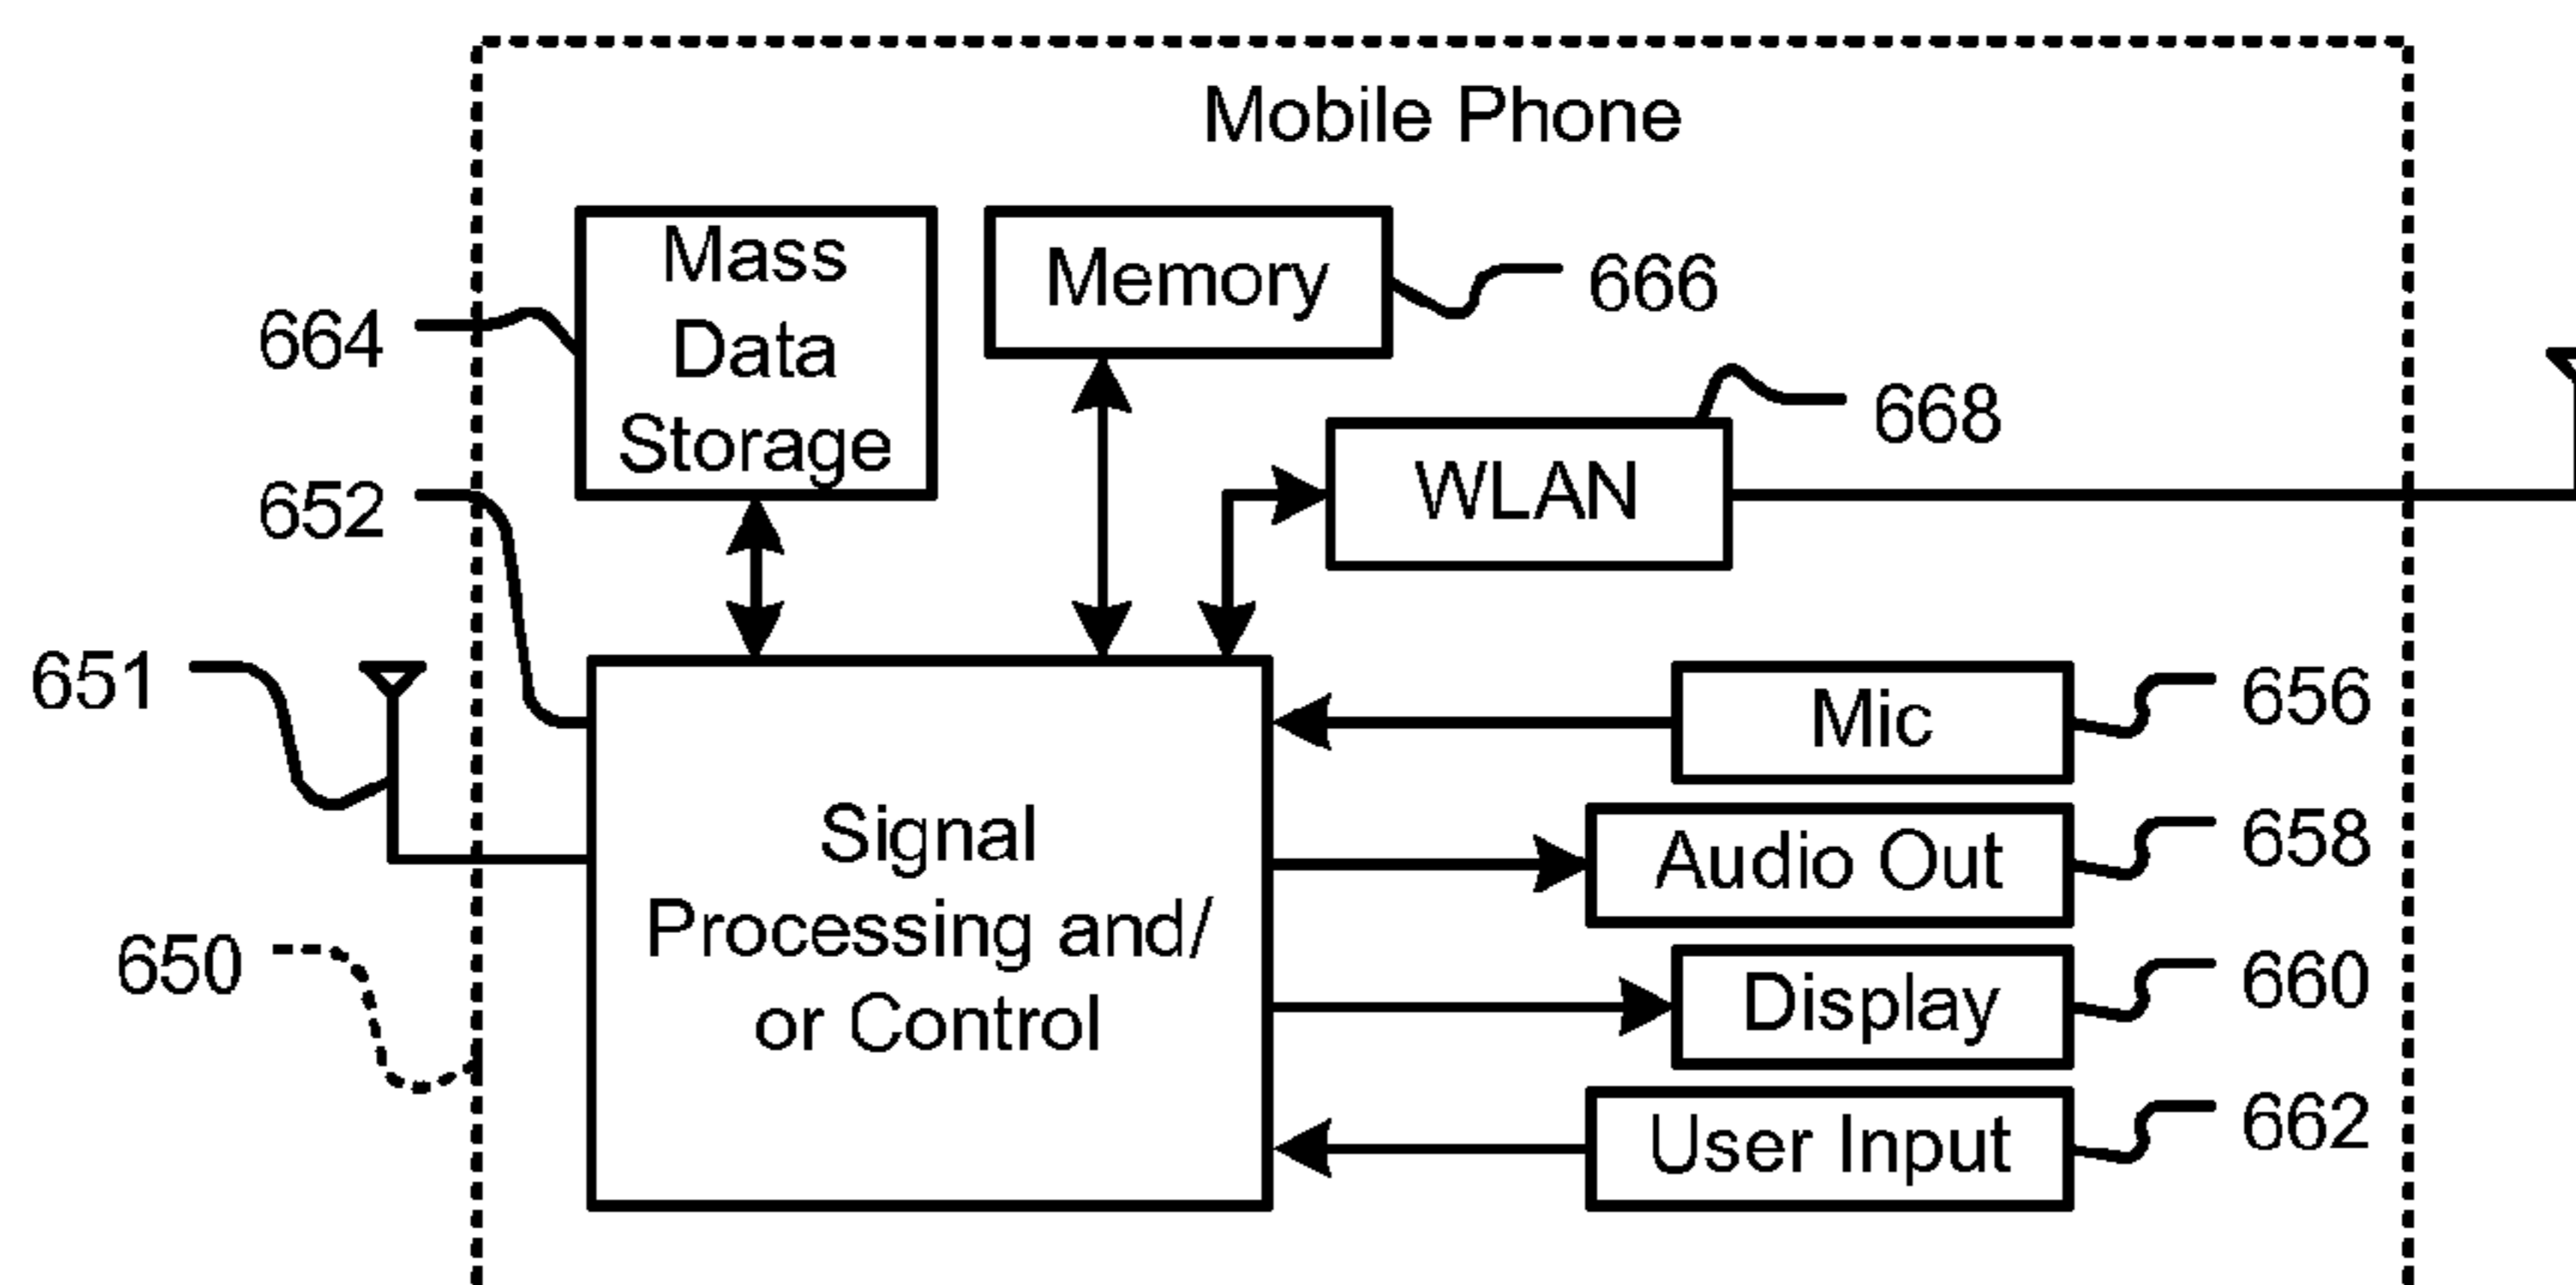 Mobile Phone
Mass
Data
Storage
Memory
666
664
668
WLAN
652
651
Mic
656
Signal
Processing and/
or Control
Audio Out
658
650
Display
660
User Input
662